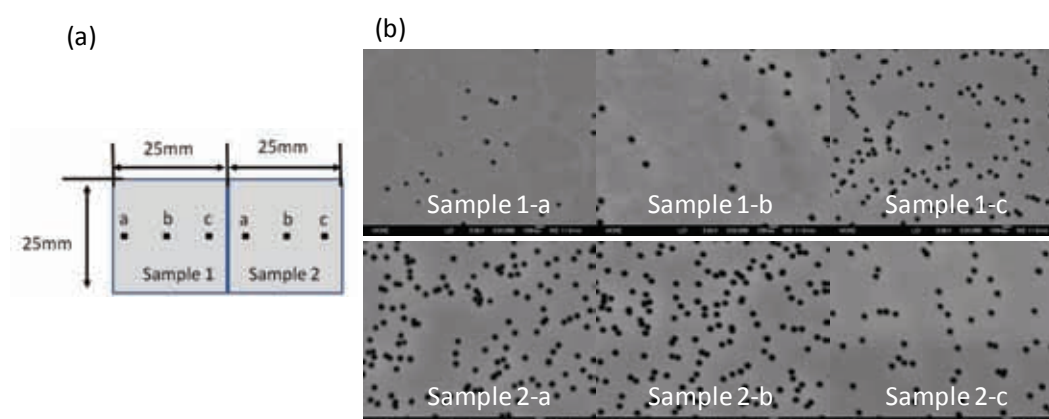 (a)
(b)
25mm
25mm
25mm
a
b
c
a
b
c
Sample 1
Sample 2
Sample 1-a
Sample 1-b
Sample 1-c
Sample 2-a
Sample 2-b
Sample 2-c